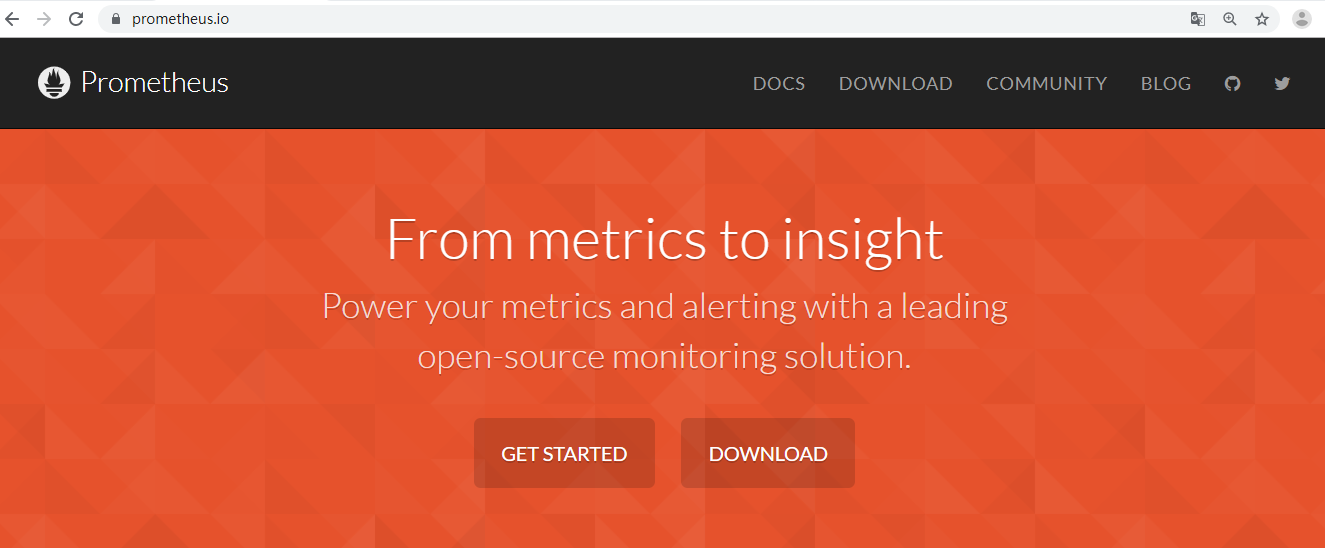 prometheus.io
Prometheus
DOCS DOWNLOAD COMMUNITY BLOG
From metrics to insight
Power your metrics and alerting with a leading
open-source monitoring solution.
GET STARTED DOWNLOAD